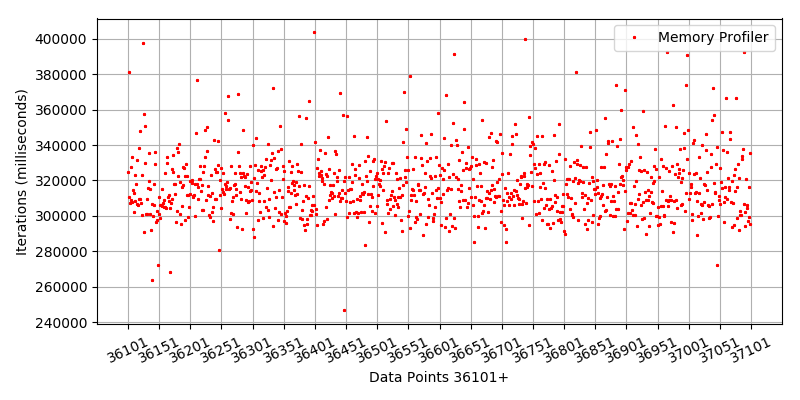 Memory Profiler
Iterations (milliseconds)
400000
380000
360000
340000
320000
300000
280000
260000
240000
36101 36151 36201 36251 36301 36351 36401 36451 36501 36551 36601 36651 36701 36751 36801 36851 36901 36951 37001 37051 37101
Data Points 36101+